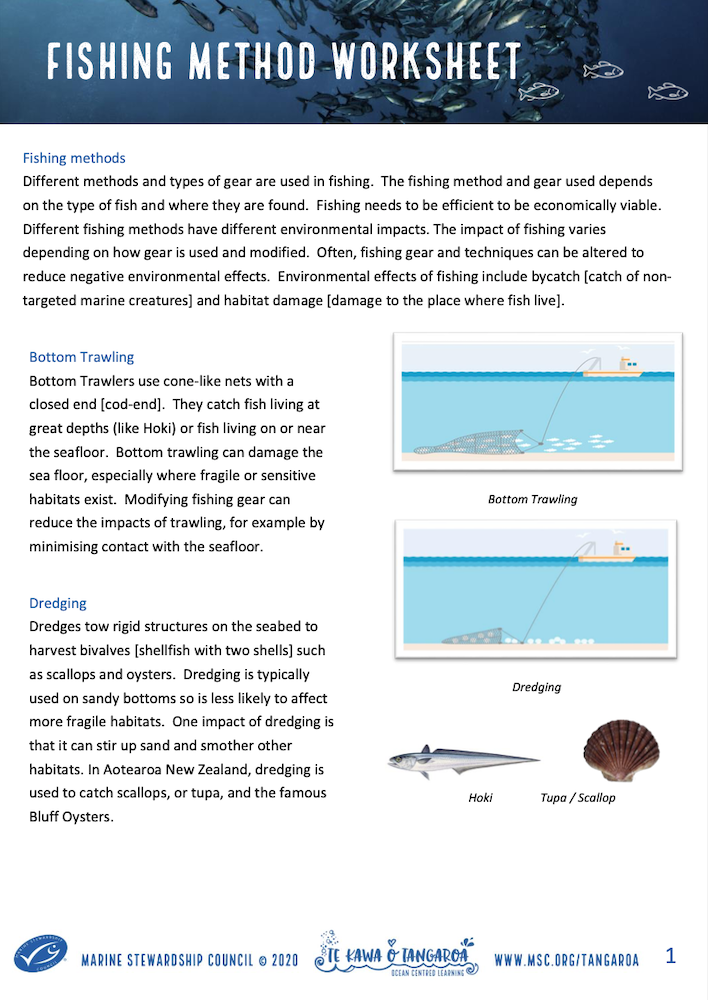 FISHING METHOD WORKSHEET
Fishing methods
Different methods and types of gear are used in fishing.  The fishing method and gear used depends
on the type of fish and where they are found.  Fishing needs to be efficient to be economically viable.
Different fishing methods have different environmental impacts. The impact of fishing varies
depending on how gear is used and modified.  Often, fishing gear and techniques can be altered to
reduce negative environmental effects.  Environmental effects of fishing include bycatch [catch of non-
targeted marine creatures] and habitat damage [damage to the place where fish live].
Bottom Trawling
Bottom Trawlers use cone-like nets with a
closed end [cod-end].  They catch fish living at
great depths (like Hoki) or fish living on or near
the seafloor.  Bottom trawling can damage the
sea floor, especially where fragile or sensitive
habitats exist.  Modifying fishing gear can
reduce the impacts of trawling, for example by
minimising contact with the seafloor.
Bottom Trawling
Dredging
Dredges tow rigid structures on the seabed to
harvest bivalves [shellfish with two shells] such
as scallops and oysters.  Dredging is typically
used on sandy bottoms so is less likely to affect
more fragile habitats.  One impact of dredging is
that it can stir up sand and smother other
habitats. In Aotearoa New Zealand, dredging is
used to catch scallops, or tupa, and the famous
Bluff Oysters.
Dredging
Hoki
Tupa / Scallop
MARINE STEWARDSHIP COUNCIL © 2020
TE KAWA Ō TANGAROA
OCEAN CENTRED LEARNING
WWW.MSC.ORG/TANGAROA
1